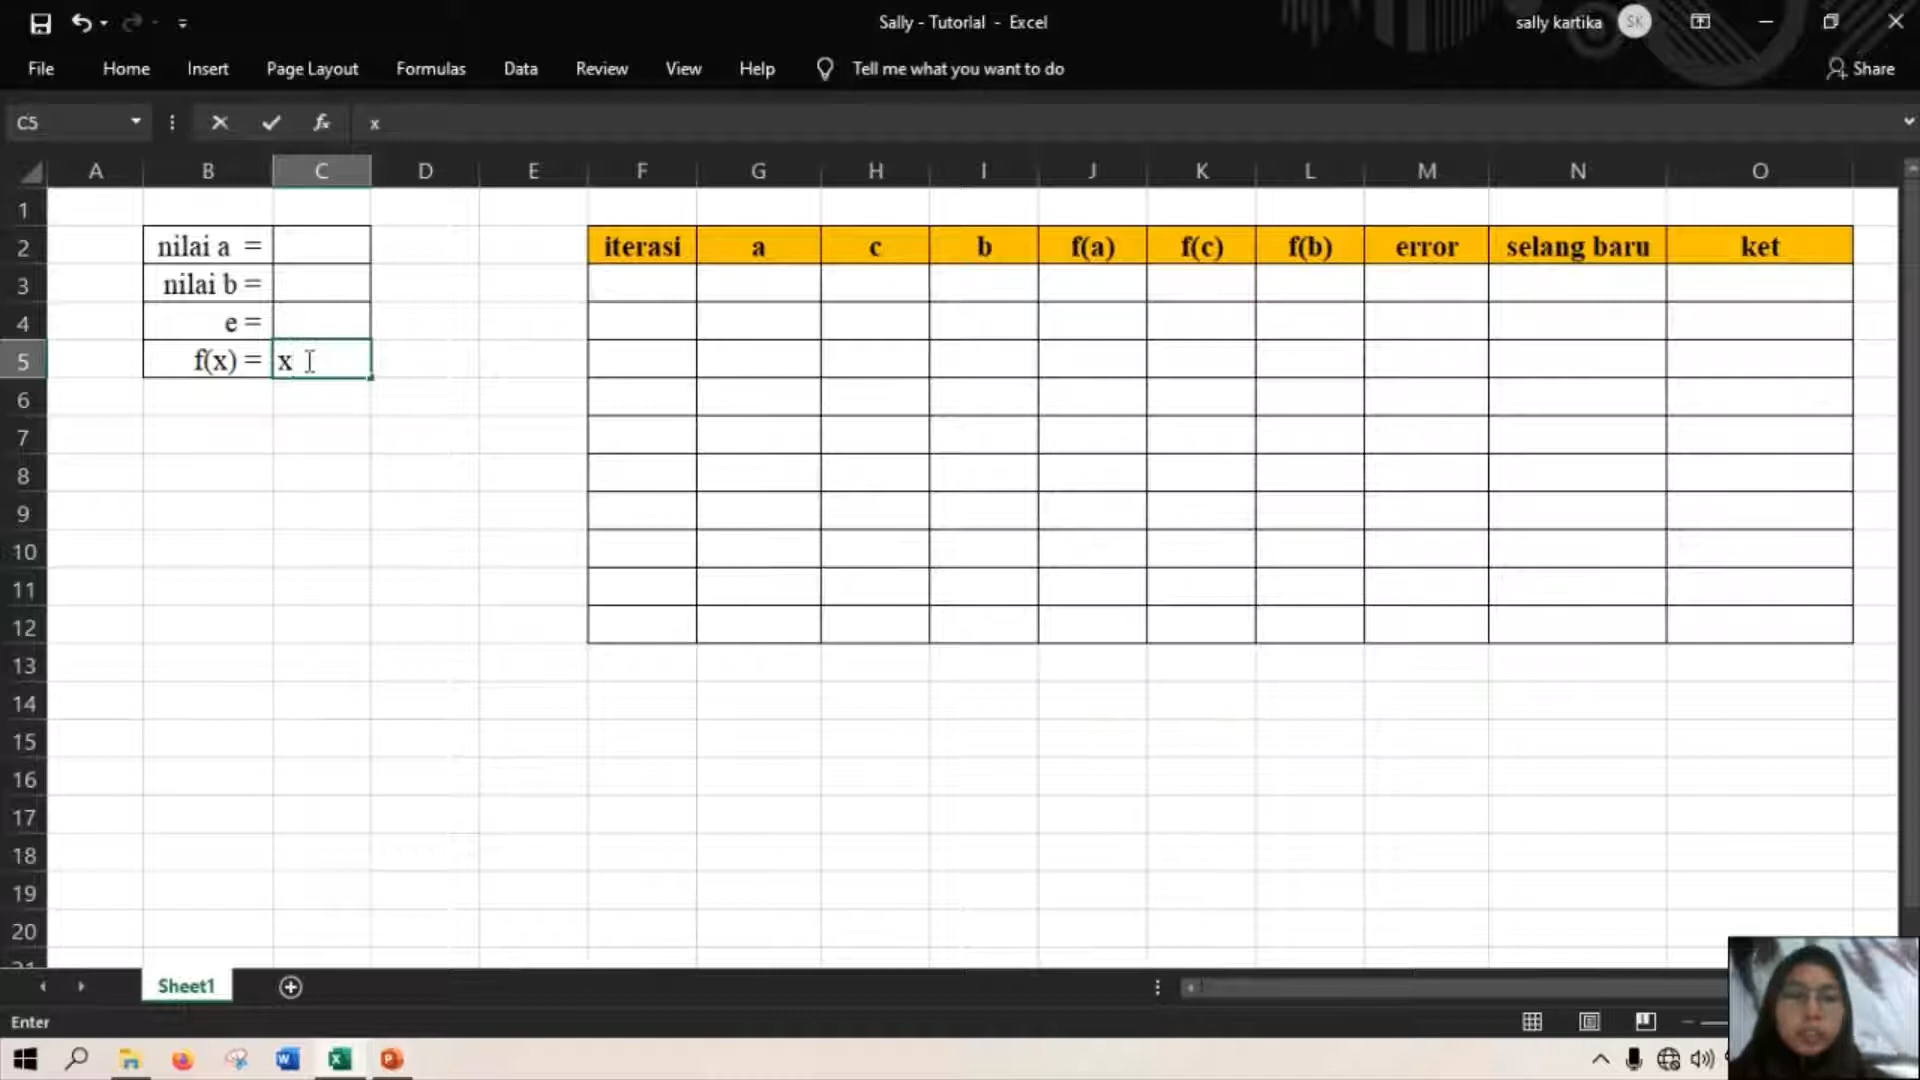 Sally - Tutorial - Excel
sally kartika
SK
File Home Insert Page Layout Formulas Data Review View Help Tell me what you want to do
Share
C5
fx
x
A B C D E F G H I J K L M N O
1
2 nilai a = iterasi a c b f(a) f(c) f(b) error selang baru ket
3 nilai b =
4 e =
5 f(x) = x
6
7
8
9
10
11
12
13
14
15
16
17
18
19
20
21
Sheet1
Enter